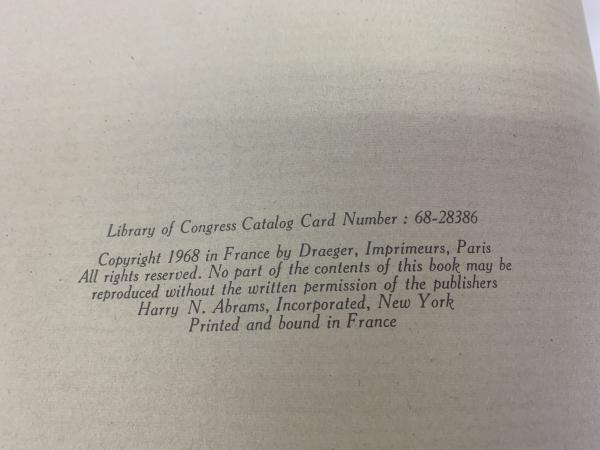 Library of Congress Catalog Card Number : 68-28386
Copyright 1968 in France by Draeger, Imprimeurs, Paris
All rights reserved. No part of the contents of this book may be
reproduced without the written permission of the publishers
Harry N. Abrams, Incorporated, New York
Printed and bound in France